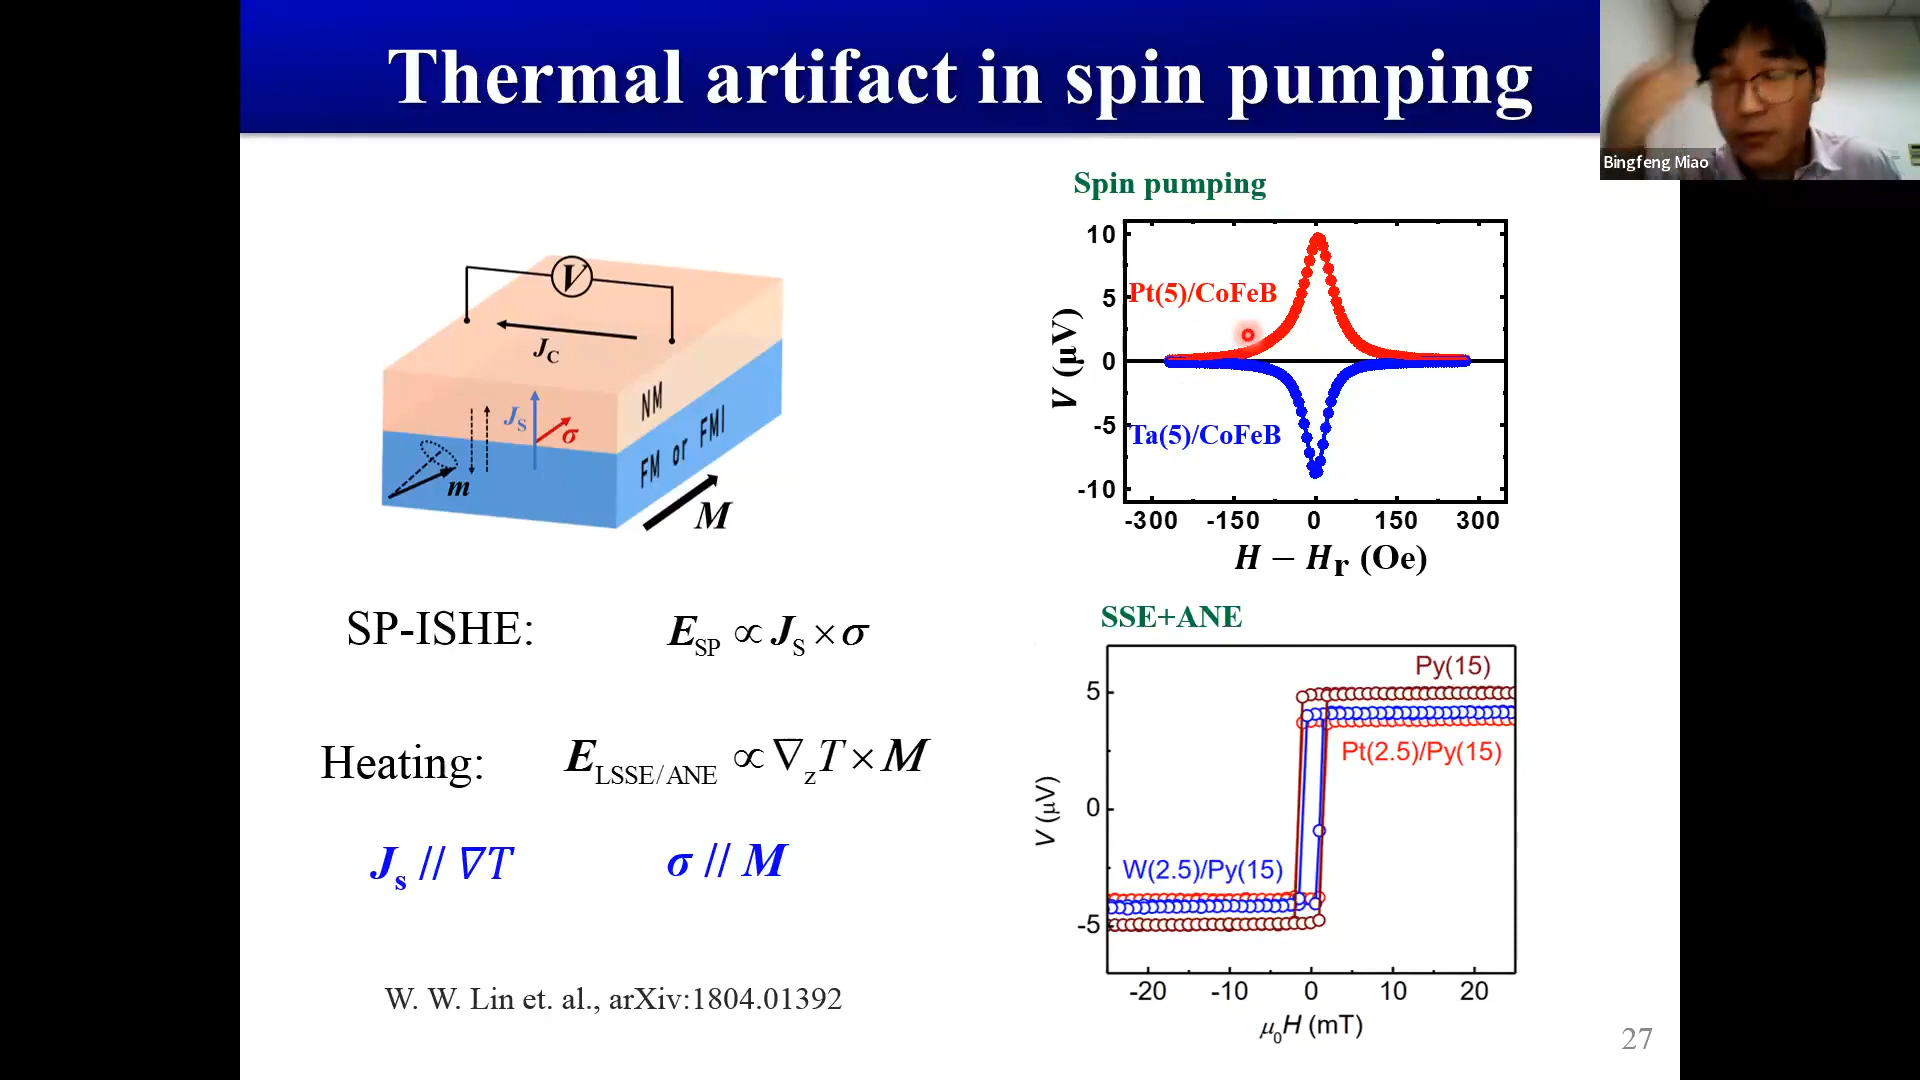 Thermal artifact in spin pumping
Bingfeng Miao
V
J_C
J_S
σ
m
NM
FM or FMI
M
SP-ISHE: E_SP ∝ J_S × σ
Heating: E_LSSE/ANE ∝ ∇_z T × M
J_s // ∇T σ // M
W. W. Lin et. al., arXiv:1804.01392
Spin pumping
10
5
0
-5
-10
V (µV)
Pt(5)/CoFeB
Ta(5)/CoFeB
-300 -150 0 150 300
H − H_r (Oe)
SSE+ANE
5
0
-5
V (µV)
Py(15)
Pt(2.5)/Py(15)
W(2.5)/Py(15)
-20 -10 0 10 20
µ_0H (mT)
27